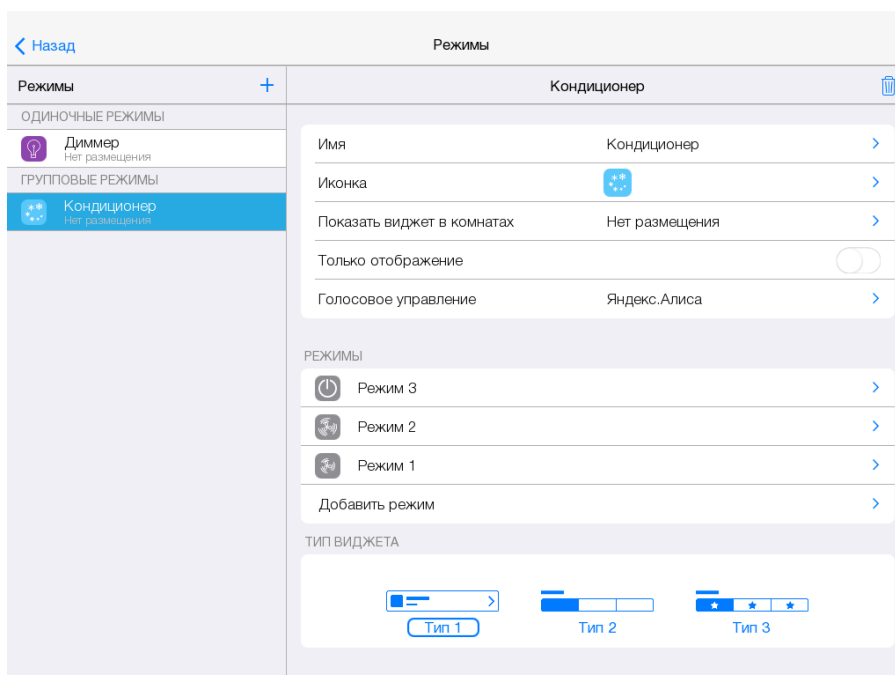 Назад
Режимы
Режимы
+
Кондиционер
ОДИНОЧНЫЕ РЕЖИМЫ
Диммер
Нет размещения
ГРУППОВЫЕ РЕЖИМЫ
Кондиционер
Нет размещения
Имя Кондиционер
Иконка
Показать виджет в комнатах Нет размещения
Только отображение
Голосовое управление Яндекс.Алиса
РЕЖИМЫ
Режим 3
Режим 2
Режим 1
Добавить режим
ТИП ВИДЖЕТА
Тип 1 Тип 2 Тип 3